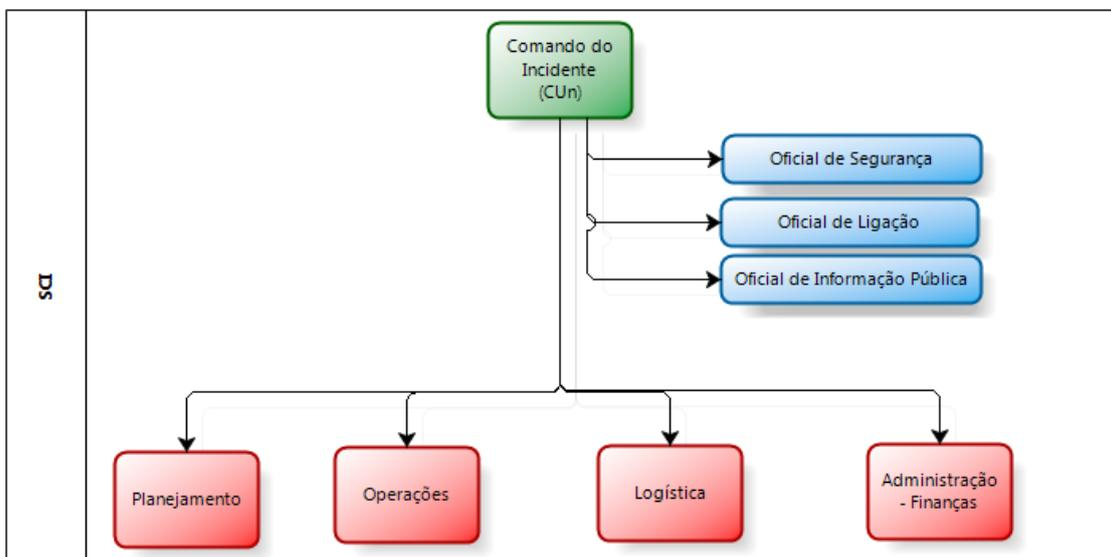 SCI
Comando do
Incidente
(CUn)
Oficial de Segurança
Oficial de Ligação
Oficial de Informação Pública
Planejamento
Operações
Logística
Administração
- Finanças